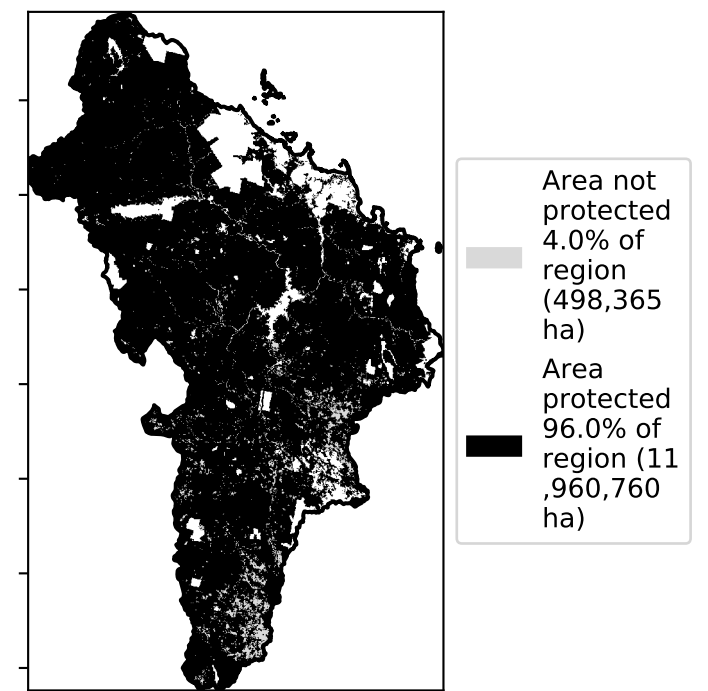 Area not
protected
4.0% of
region
(498,365
ha)
Area
protected
96.0% of
region (11
,960,760
ha)